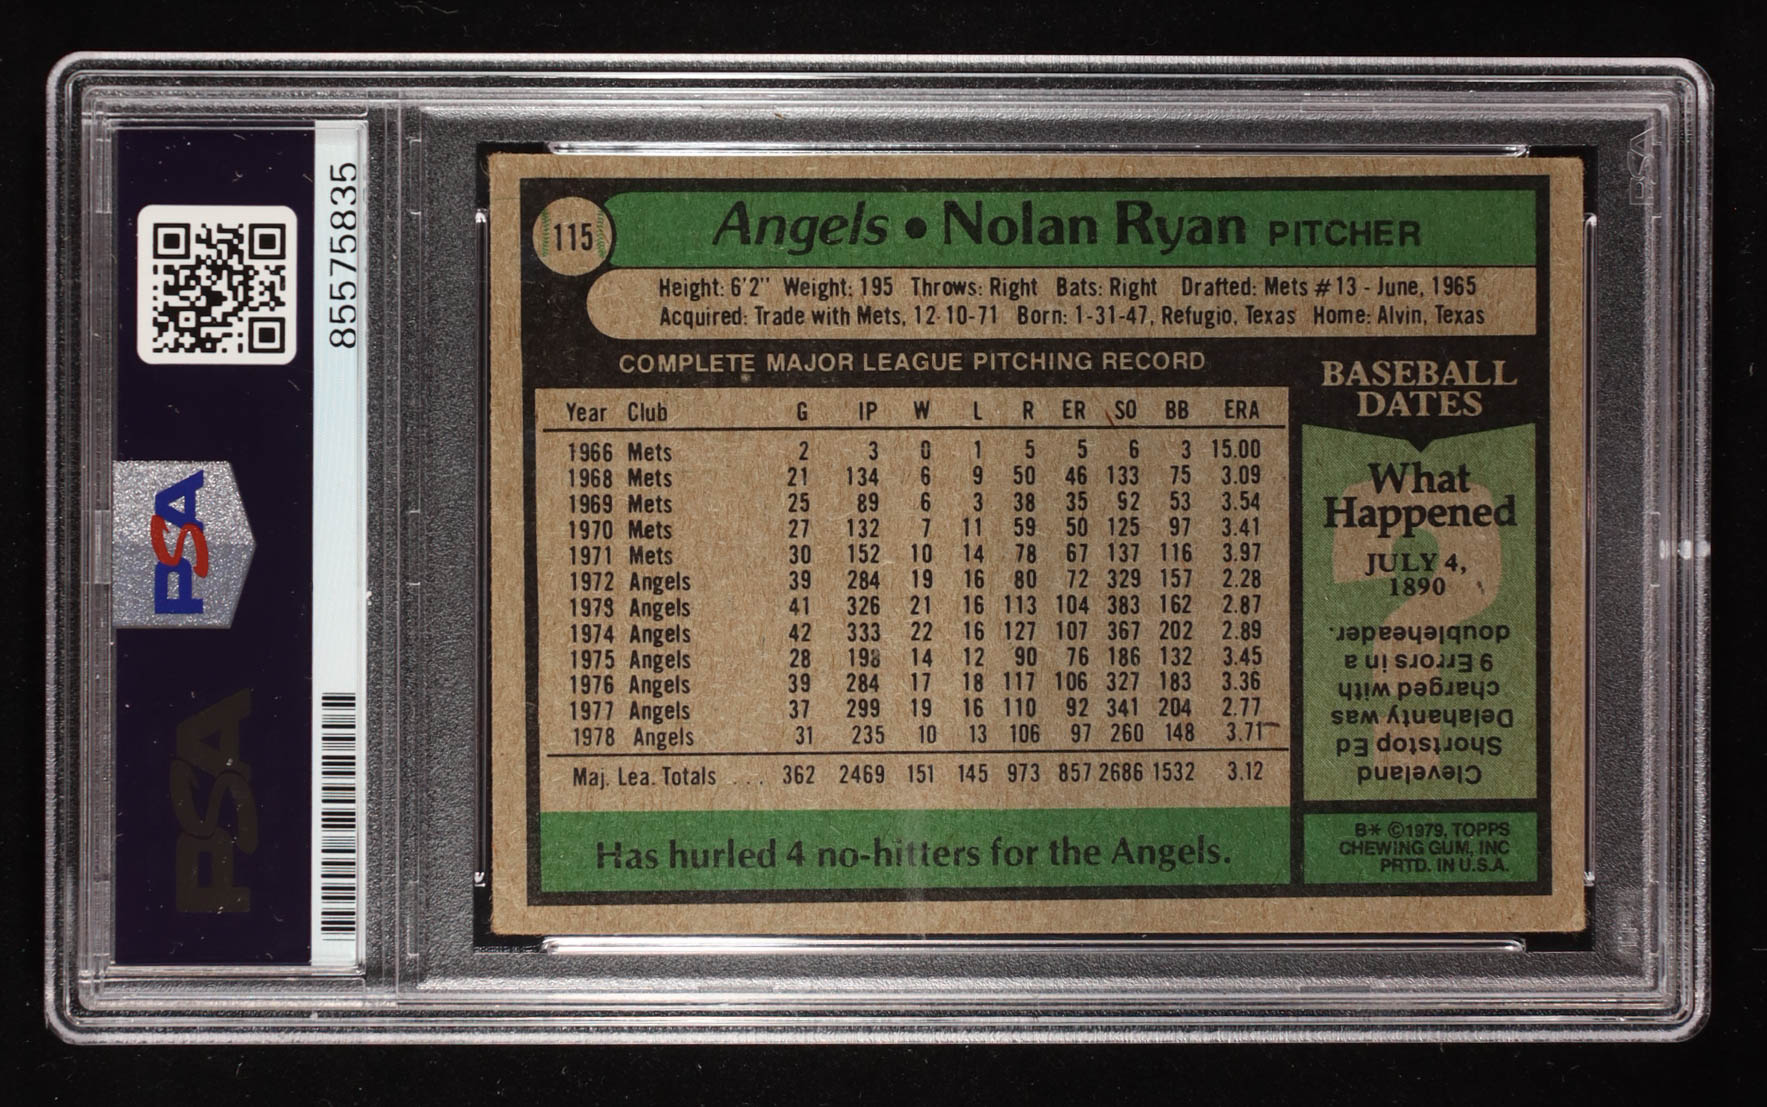 85575835
PSA
PSA
PSA
115
Angels • Nolan Ryan PITCHER
Height: 6'2" Weight: 195 Throws: Right Bats: Right Drafted: Mets #13 - June, 1965
Acquired: Trade with Mets, 12-10-71 Born: 1-31-47, Refugio, Texas Home: Alvin, Texas
COMPLETE MAJOR LEAGUE PITCHING RECORD
Year Club G IP W L R ER SO BB ERA
1966 Mets 2 3 0 1 5 5 6 3 15.00
1968 Mets 21 134 6 9 50 46 133 75 3.09
1969 Mets 25 89 6 3 38 35 92 53 3.54
1970 Mets 27 132 7 11 59 50 125 97 3.41
1971 Mets 30 152 10 14 78 67 137 116 3.97
1972 Angels 39 284 19 16 80 72 329 157 2.28
1973 Angels 41 326 21 16 113 104 383 162 2.87
1974 Angels 42 333 22 16 127 107 367 202 2.89
1975 Angels 28 198 14 12 90 76 186 132 3.45
1976 Angels 39 284 17 18 117 106 327 183 3.36
1977 Angels 37 299 19 16 110 92 341 204 2.77
1978 Angels 31 235 10 13 106 97 260 148 3.71
Maj. Lea. Totals . . . 362 2469 151 145 973 857 2686 1532 3.12
Has hurled 4 no-hitters for the Angels.
BASEBALL
DATES
What
Happened
JULY 4,
1890
Cleveland
Shortstop Ed
Delahanty was
charged with
9 Errors in a
doubleheader.
B* ©1979, TOPPS
CHEWING GUM, INC
PRTD. IN U.S.A.